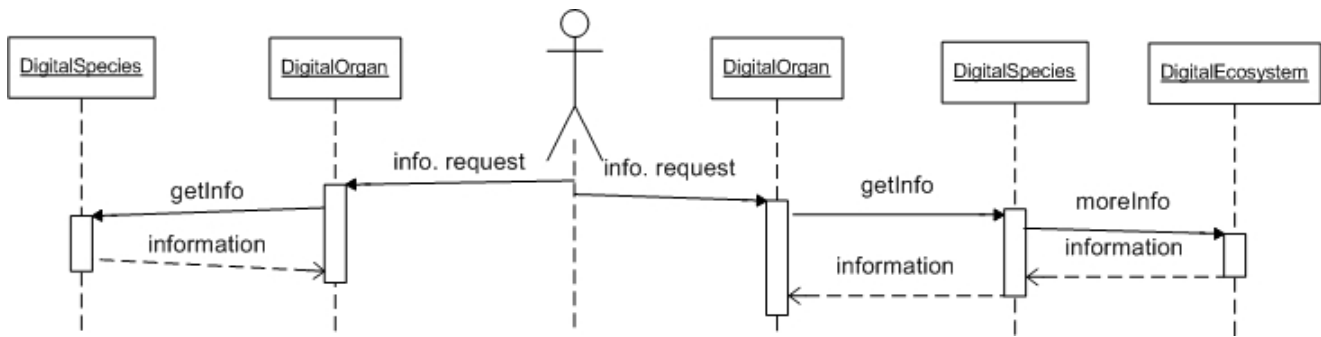 DigitalSpecies
DigitalOrgan
DigitalOrgan
DigitalSpecies
DigitalEcosystem
info. request
info. request
getInfo
getInfo
moreInfo
information
information
information